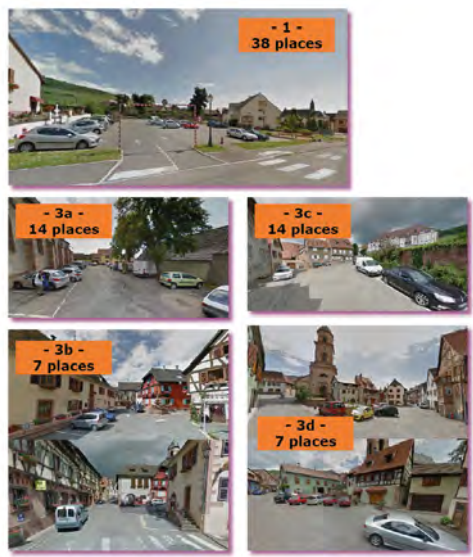 - 1 -
38 places
- 3a -
14 places
- 3c -
14 places
- 3b -
7 places
- 3d -
7 places